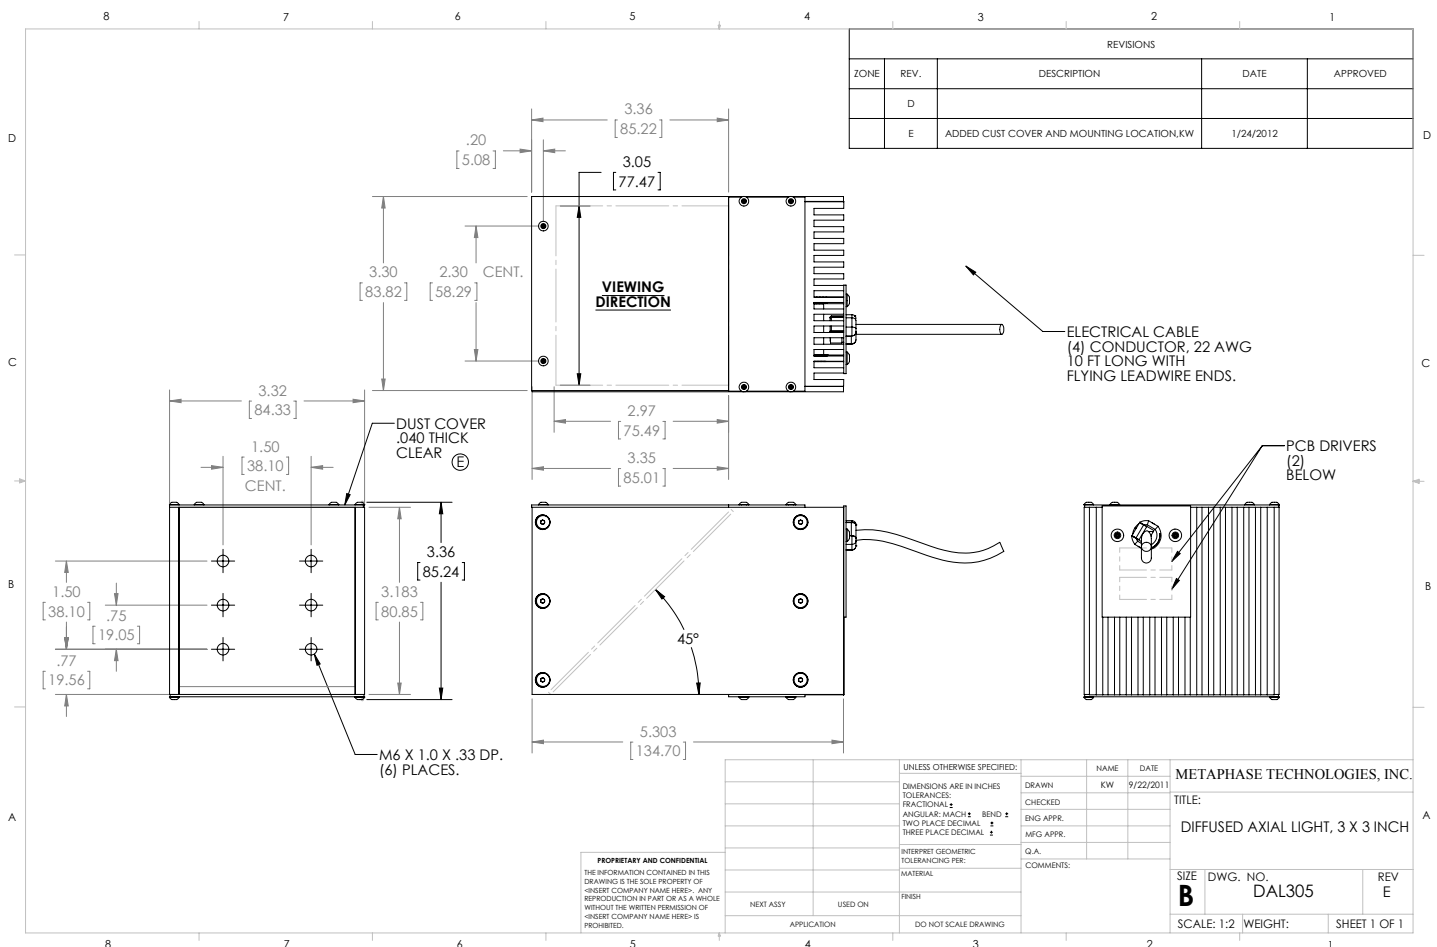 8 7 6 5 4 3 2 1
REVISIONS
ZONE REV. DESCRIPTION DATE APPROVED
D
E ADDED CUST COVER AND MOUNTING LOCATION,KW 1/24/2012
D
D
3.36
[85.22]
.20
[5.08]
3.05
[77.47]
3.30
[83.82]
2.30 CENT.
[58.29]
VIEWING
DIRECTION
ELECTRICAL CABLE
(4) CONDUCTOR, 22 AWG
10 FT LONG WITH
FLYING LEADWIRE ENDS.
C
C
3.32
[84.33]
2.97
[75.49]
DUST COVER
.040 THICK
CLEAR
E
1.50
[38.10]
CENT.
3.35
[85.01]
PCB DRIVERS
(2)
BELOW
3.36
[85.24]
3.183
[80.85]
B
B
1.50
[38.10]
.75
[19.05]
.77
[19.56]
45°
5.303
[134.70]
M6 X 1.0 X .33 DP.
(6) PLACES.
A
A
UNLESS OTHERWISE SPECIFIED:
DIMENSIONS ARE IN INCHES
TOLERANCES:
FRACTIONAL ±
ANGULAR: MACH ± BEND ±
TWO PLACE DECIMAL ±
THREE PLACE DECIMAL ±
INTERPRET GEOMETRIC
TOLERANCING PER:
MATERIAL
FINISH
DO NOT SCALE DRAWING
NAME DATE
DRAWN KW 9/22/2011
CHECKED
ENG APPR.
MFG APPR.
Q.A.
COMMENTS:
METAPHASE TECHNOLOGIES, INC.
TITLE:
DIFFUSED AXIAL LIGHT, 3 X 3 INCH
SIZE DWG. NO. REV
B DAL305 E
SCALE: 1:2 WEIGHT: SHEET 1 OF 1
PROPRIETARY AND CONFIDENTIAL
THE INFORMATION CONTAINED IN THIS
DRAWING IS THE SOLE PROPERTY OF
<INSERT COMPANY NAME HERE>. ANY
REPRODUCTION IN PART OR AS A WHOLE
WITHOUT THE WRITTEN PERMISSION OF
<INSERT COMPANY NAME HERE> IS
PROHIBITED.
NEXT ASSY USED ON
APPLICATION
8 7 6 5 4 3 2 1